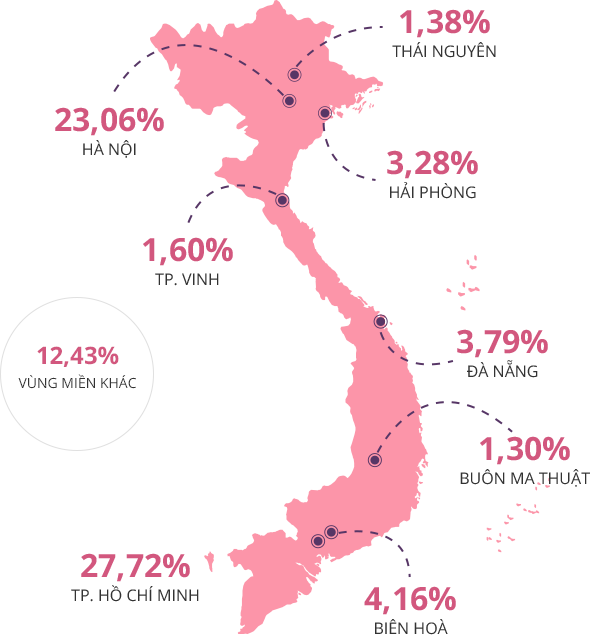 1,38%
THÁI NGUYÊN
23,06%
HÀ NỘI
3,28%
HẢI PHÒNG
1,60%
TP. VINH
12,43%
VÙNG MIỀN KHÁC
3,79%
ĐÀ NẴNG
1,30%
BUÔN MA THUẬT
27,72%
TP. HỒ CHÍ MINH
4,16%
BIÊN HOÀ